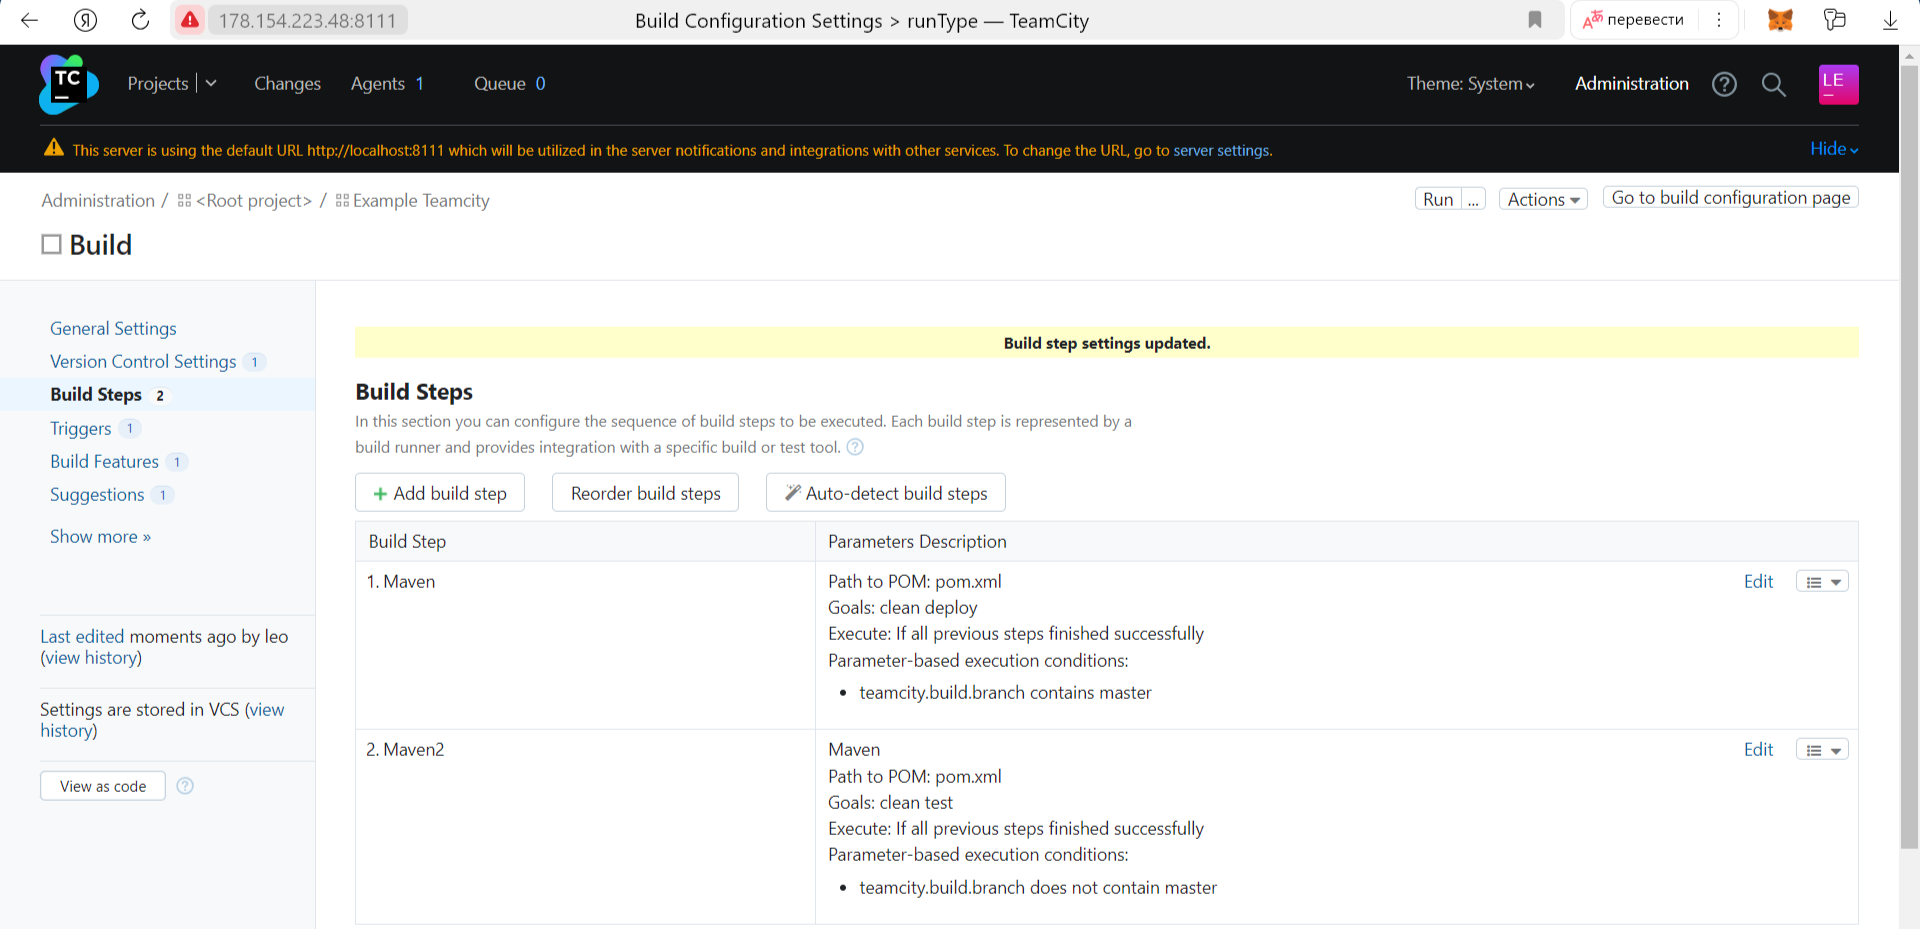 178.154.223.48:8111
Build Configuration Settings > runType — TeamCity
перевести
TC
Projects
Changes
Agents 1
Queue 0
Theme: System
Administration
LE
This server is using the default URL http://localhost:8111 which will be utilized in the server notifications and integrations with other services. To change the URL, go to server settings.
Hide
Administration / <Root project> / Example Teamcity
Run ...
Actions
Go to build configuration page
Build
General Settings
Version Control Settings 1
Build Steps 2
Triggers 1
Build Features 1
Suggestions 1
Show more »
Last edited moments ago by leo
(view history)
Settings are stored in VCS (view
history)
View as code
Build step settings updated.
Build Steps
In this section you can configure the sequence of build steps to be executed. Each build step is represented by a
build runner and provides integration with a specific build or test tool.
+ Add build step
Reorder build steps
Auto-detect build steps
Build Step
Parameters Description
1. Maven
Path to POM: pom.xml
Goals: clean deploy
Execute: If all previous steps finished successfully
Parameter-based execution conditions:
• teamcity.build.branch contains master
Edit
2. Maven2
Maven
Path to POM: pom.xml
Goals: clean test
Execute: If all previous steps finished successfully
Parameter-based execution conditions:
• teamcity.build.branch does not contain master
Edit